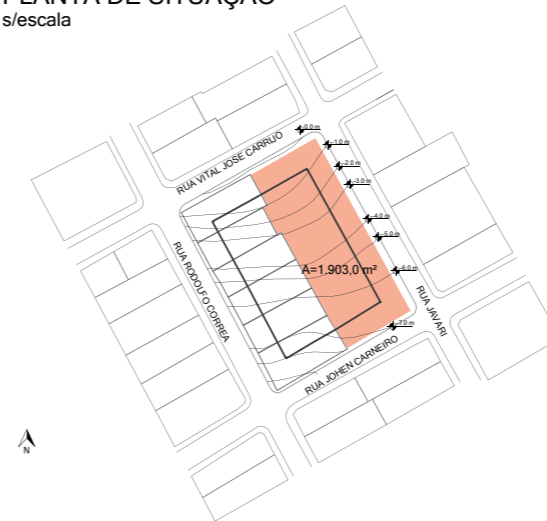 PLANTA DE SITUAÇÃO
s/escala
RUA VITAL JOSE CARRIJO
0.0 m
-1.0 m
-2.0 m
-3.0 m
-4.0 m
-5.0 m
A=1.903,0 m²
-6.0 m
RUA RODOLFO CORREA
RUA JAVARI
-7.0 m
RUA JOHEN CARNEIRO
N